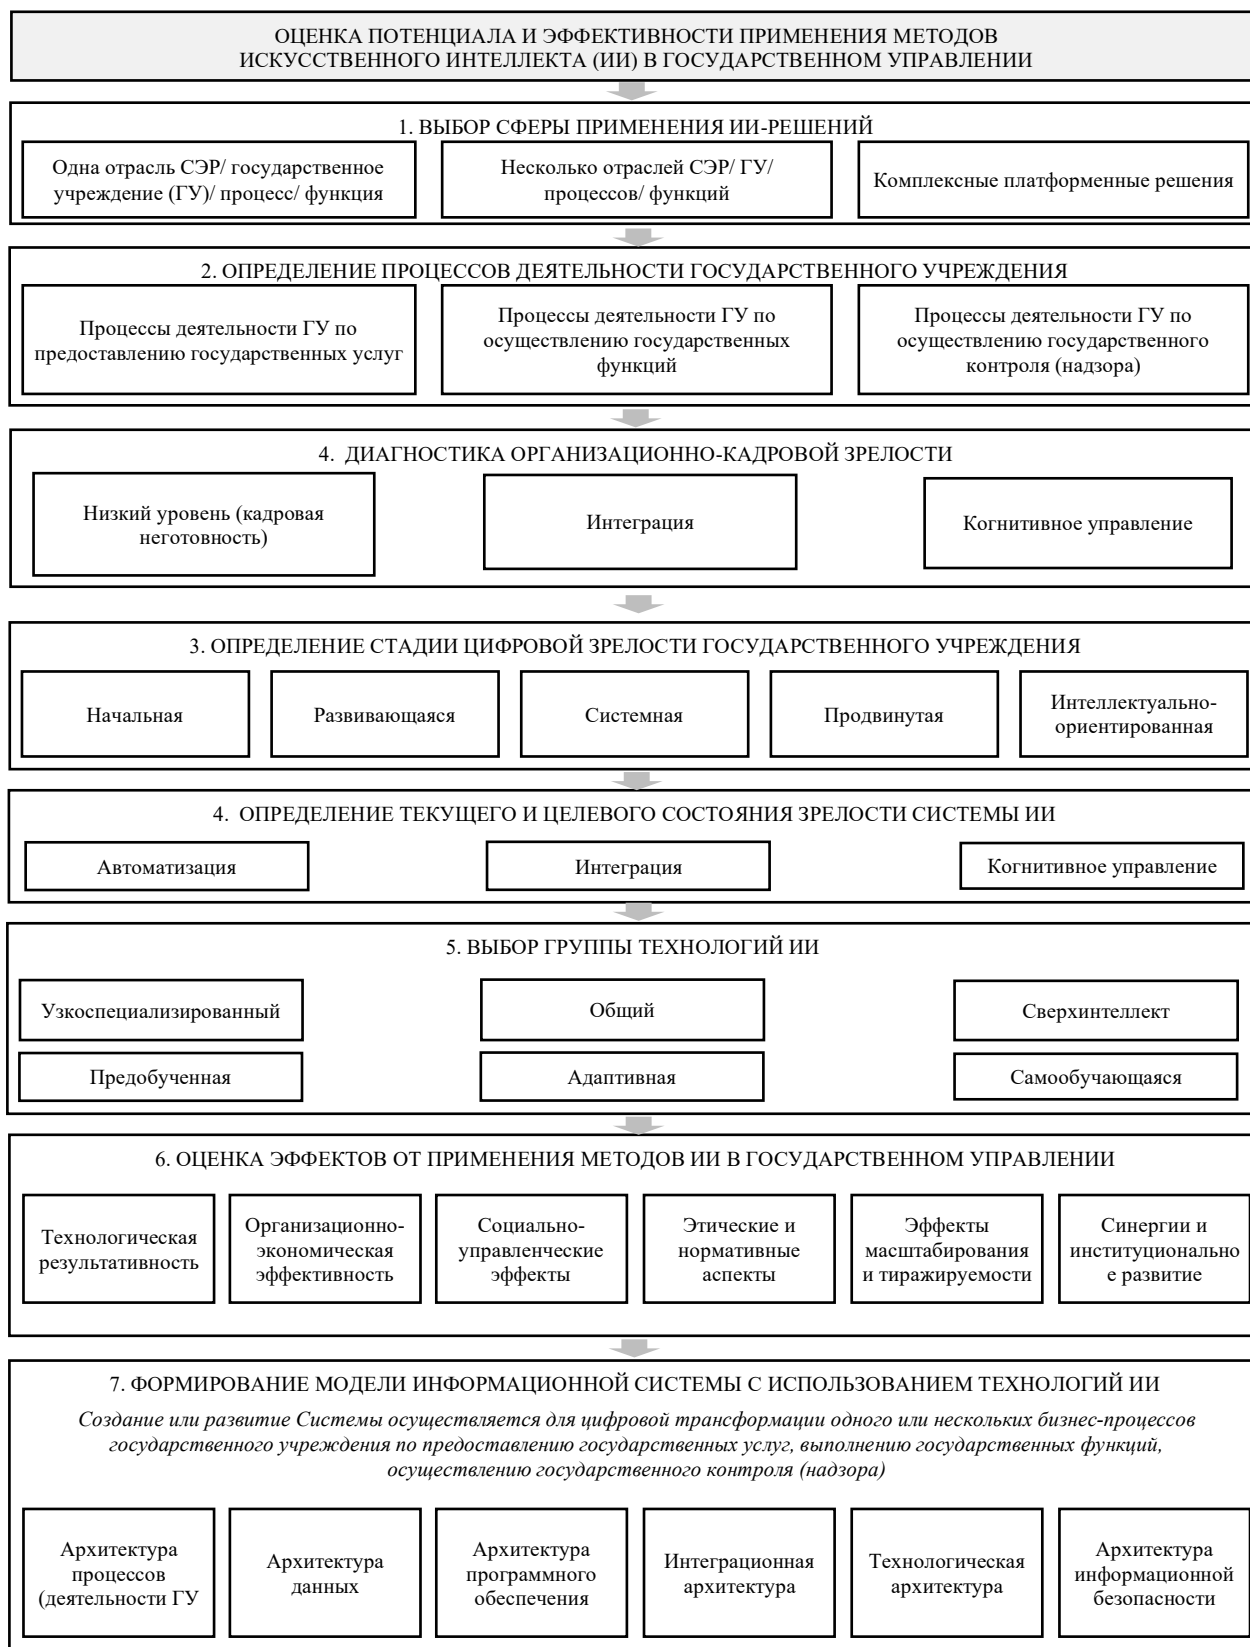 ОЦЕНКА ПОТЕНЦИАЛА И ЭФФЕКТИВНОСТИ ПРИМЕНЕНИЯ МЕТОДОВ
ИСКУССТВЕННОГО ИНТЕЛЛЕКТА (ИИ) В ГОСУДАРСТВЕННОМ УПРАВЛЕНИИ
1. ВЫБОР СФЕРЫ ПРИМЕНЕНИЯ ИИ-РЕШЕНИЙ
Одна отрасль СЭР/ государственное
учреждение (ГУ)/ процесс/ функция
Несколько отраслей СЭР/ ГУ/
процессов/ функций
Комплексные платформенные решения
2. ОПРЕДЕЛЕНИЕ ПРОЦЕССОВ ДЕЯТЕЛЬНОСТИ ГОСУДАРСТВЕННОГО УЧРЕЖДЕНИЯ
Процессы деятельности ГУ по
предоставлению государственных услуг
Процессы деятельности ГУ по
осуществлению государственных
функций
Процессы деятельности ГУ по
осуществлению государственного
контроля (надзора)
4. ДИАГНОСТИКА ОРГАНИЗАЦИОННО-КАДРОВОЙ ЗРЕЛОСТИ
Низкий уровень (кадровая
неготовность)
Интеграция
Когнитивное управление
3. ОПРЕДЕЛЕНИЕ СТАДИИ ЦИФРОВОЙ ЗРЕЛОСТИ ГОСУДАРСТВЕННОГО УЧРЕЖДЕНИЯ
Начальная
Развивающаяся
Системная
Продвинутая
Интеллектуально-
ориентированная
4. ОПРЕДЕЛЕНИЕ ТЕКУЩЕГО И ЦЕЛЕВОГО СОСТОЯНИЯ ЗРЕЛОСТИ СИСТЕМЫ ИИ
Автоматизация
Интеграция
Когнитивное управление
5. ВЫБОР ГРУППЫ ТЕХНОЛОГИЙ ИИ
Узкоспециализированный
Общий
Сверхинтеллект
Предобученная
Адаптивная
Самообучающаяся
6. ОЦЕНКА ЭФФЕКТОВ ОТ ПРИМЕНЕНИЯ МЕТОДОВ ИИ В ГОСУДАРСТВЕННОМ УПРАВЛЕНИИ
Технологическая
результативность
Организационно-
экономическая
эффективность
Социально-
управленческие
эффекты
Этические и
нормативные
аспекты
Эффекты
масштабирования
и тиражируемости
Синергии и
институционально
е развитие
7. ФОРМИРОВАНИЕ МОДЕЛИ ИНФОРМАЦИОННОЙ СИСТЕМЫ С ИСПОЛЬЗОВАНИЕМ ТЕХНОЛОГИЙ ИИ
Создание или развитие Системы осуществляется для цифровой трансформации одного или нескольких бизнес-процессов
государственного учреждения по предоставлению государственных услуг, выполнению государственных функций,
осуществлению государственного контроля (надзора)
Архитектура
процессов
(деятельности ГУ
Архитектура
данных
Архитектура
программного
обеспечения
Интеграционная
архитектура
Технологическая
архитектура
Архитектура
информационной
безопасности